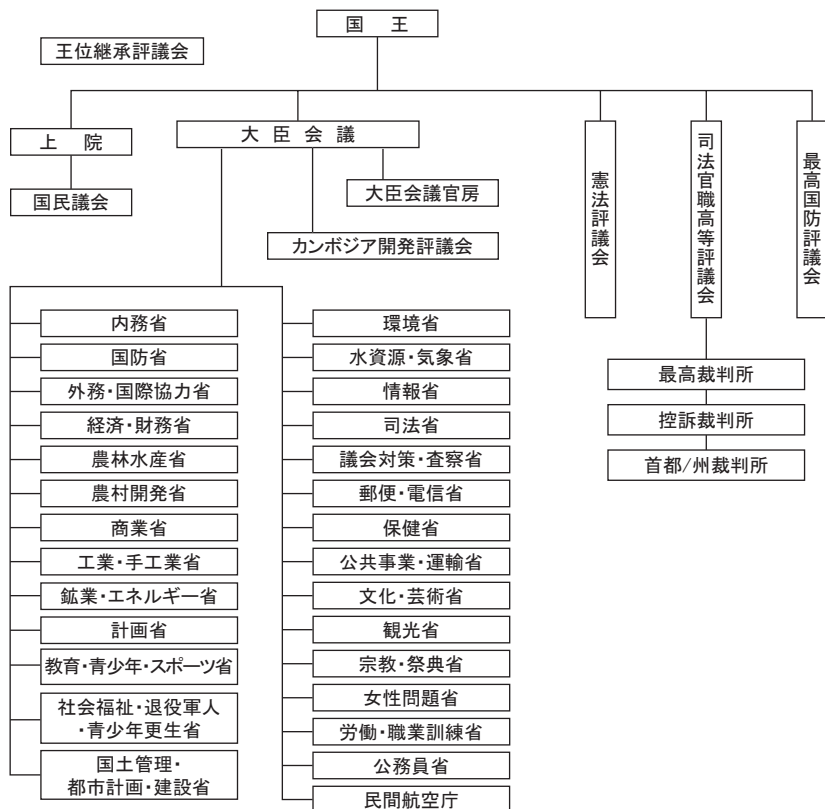 国　王
王位継承評議会
上　院
国民議会
大 臣 会 議
大臣会議官房
カンボジア開発評議会
憲法評議会
司法官職高等評議会
最高国防評議会
最高裁判所
控訴裁判所
首都/州裁判所
内務省
国防省
外務・国際協力省
経済・財務省
農林水産省
農村開発省
商業省
工業・手工業省
鉱業・エネルギー省
計画省
教育・青少年・スポーツ省
社会福祉・退役軍人
・青少年更生省
国土管理・
都市計画・建設省
環境省
水資源・気象省
情報省
司法省
議会対策・査察省
郵便・電信省
保健省
公共事業・運輸省
文化・芸術省
観光省
宗教・祭典省
女性問題省
労働・職業訓練省
公務員省
民間航空庁